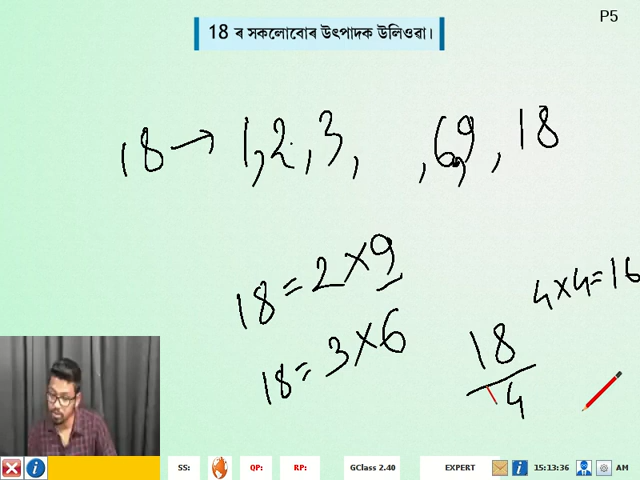 P5
18 ৰ সকলোবোৰ উৎপাদক উলিওৱা।
18 → 1, 2, 3, , 6, 9, 18
18 = 2 × 9
4 × 4 = 16
18 = 3 × 6
18
4
SS: QP: RP: GClass 2.40 EXPERT 15:13:36 AM